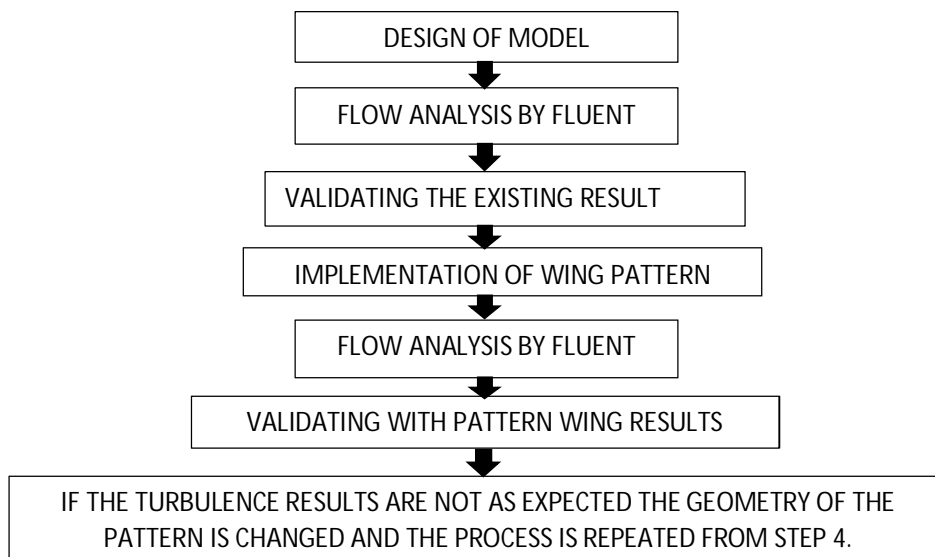 DESIGN OF MODEL
FLOW ANALYSIS BY FLUENT
VALIDATING THE EXISTING RESULT
IMPLEMENTATION OF WING PATTERN
FLOW ANALYSIS BY FLUENT
VALIDATING WITH PATTERN WING RESULTS
IF THE TURBULENCE RESULTS ARE NOT AS EXPECTED THE GEOMETRY OF THE
PATTERN IS CHANGED AND THE PROCESS IS REPEATED FROM STEP 4.